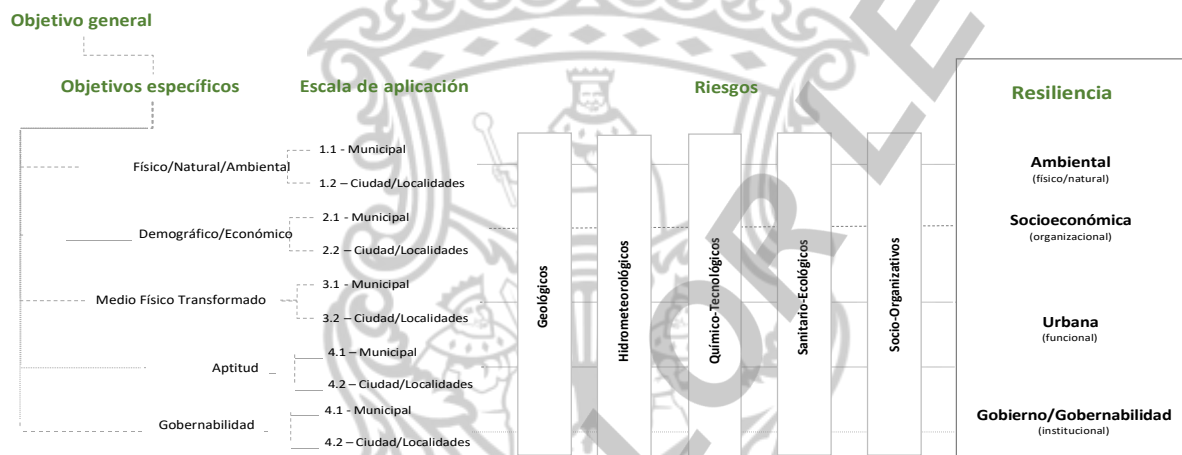 Objetivo general
Objetivos específicos
Escala de aplicación
Riesgos
Resiliencia
Físico/Natural/Ambiental
1.1 - Municipal
1.2 – Ciudad/Localidades
Demográfico/Económico
2.1 - Municipal
2.2 – Ciudad/Localidades
Medio Físico Transformado
3.1 - Municipal
3.2 – Ciudad/Localidades
Aptitud
4.1 – Municipal
4.2 – Ciudad/Localidades
Gobernabilidad
4.1 - Municipal
4.2 – Ciudad/Localidades
Geológicos
Hidrometeorológicos
Químico-Tecnológicos
Sanitario-Ecológicos
Socio-Organizativos
Ambiental
(físico/natural)
Socioeconómica
(organizacional)
Urbana
(funcional)
Gobierno/Gobernabilidad
(institucional)
LOR LE